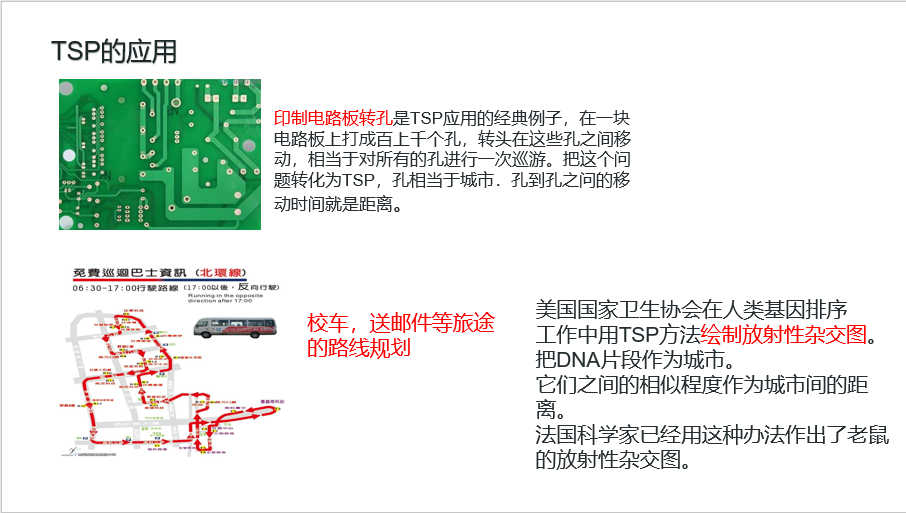 TSP的应用
印制电路板转孔是TSP应用的经典例子，在一块
电路板上打成百上千个孔，转头在这些孔之间移
动，相当于对所有的孔进行一次巡游。把这个问
题转化为TSP，孔相当于城市．孔到孔之问的移
动时间就是距离。
免費巡迴巴士資訊（北環線）
06:30-17:00行駛路線（17:00以後，反向行駛）
Running in the opposite
direction after 17:00
校车，送邮件等旅途
的路线规划
美国国家卫生协会在人类基因排序
工作中用TSP方法绘制放射性杂交图。
把DNA片段作为城市。
它们之间的相似程度作为城市间的距
离。
法国科学家已经用这种办法作出了老鼠
的放射性杂交图。